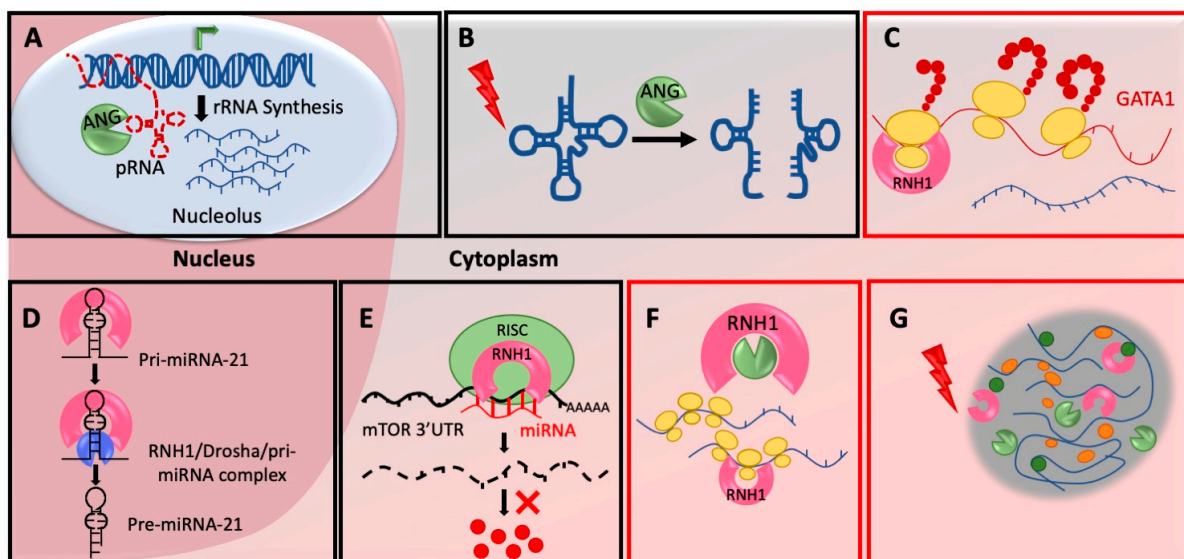 A
ANG
pRNA
rRNA Synthesis
Nucleolus
B
ANG
C
GATA1
RNH1
Nucleus
Cytoplasm
D
Pri-miRNA-21
RNH1/Drosha/pri-
miRNA complex
Pre-miRNA-21
E
RISC
RNH1
AAAAA
mTOR 3’UTR
miRNA
F
RNH1
RNH1
G